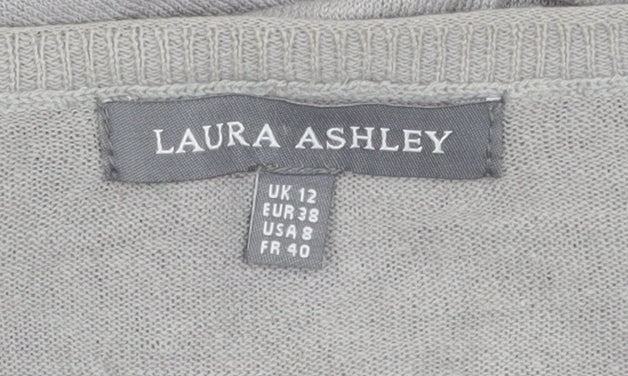 LAURA ASHLEY
UK 12
EUR 38
USA 8
FR 40